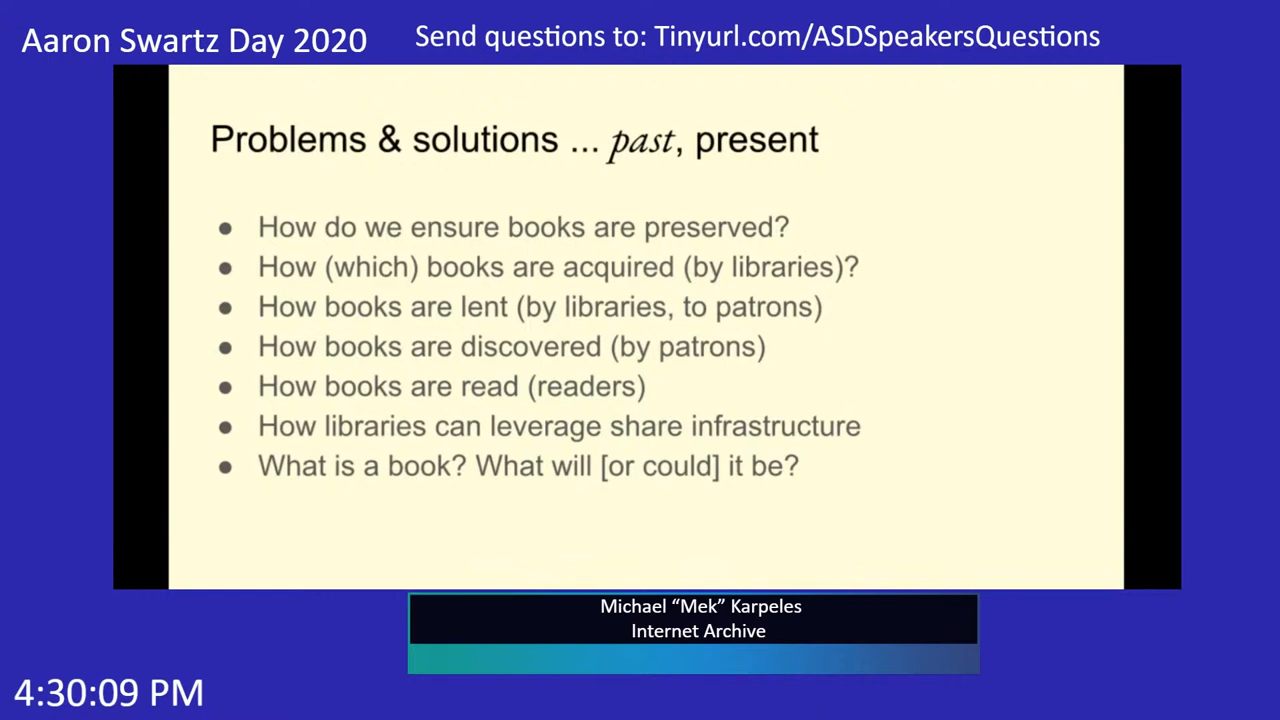 Aaron Swartz Day 2020
Send questions to: Tinyurl.com/ASDSpeakersQuestions
Problems & solutions ... past, present
● How do we ensure books are preserved?
● How (which) books are acquired (by libraries)?
● How books are lent (by libraries, to patrons)
● How books are discovered (by patrons)
● How books are read (readers)
● How libraries can leverage share infrastructure
● What is a book? What will [or could] it be?
Michael “Mek” Karpeles
Internet Archive
4:30:09 PM